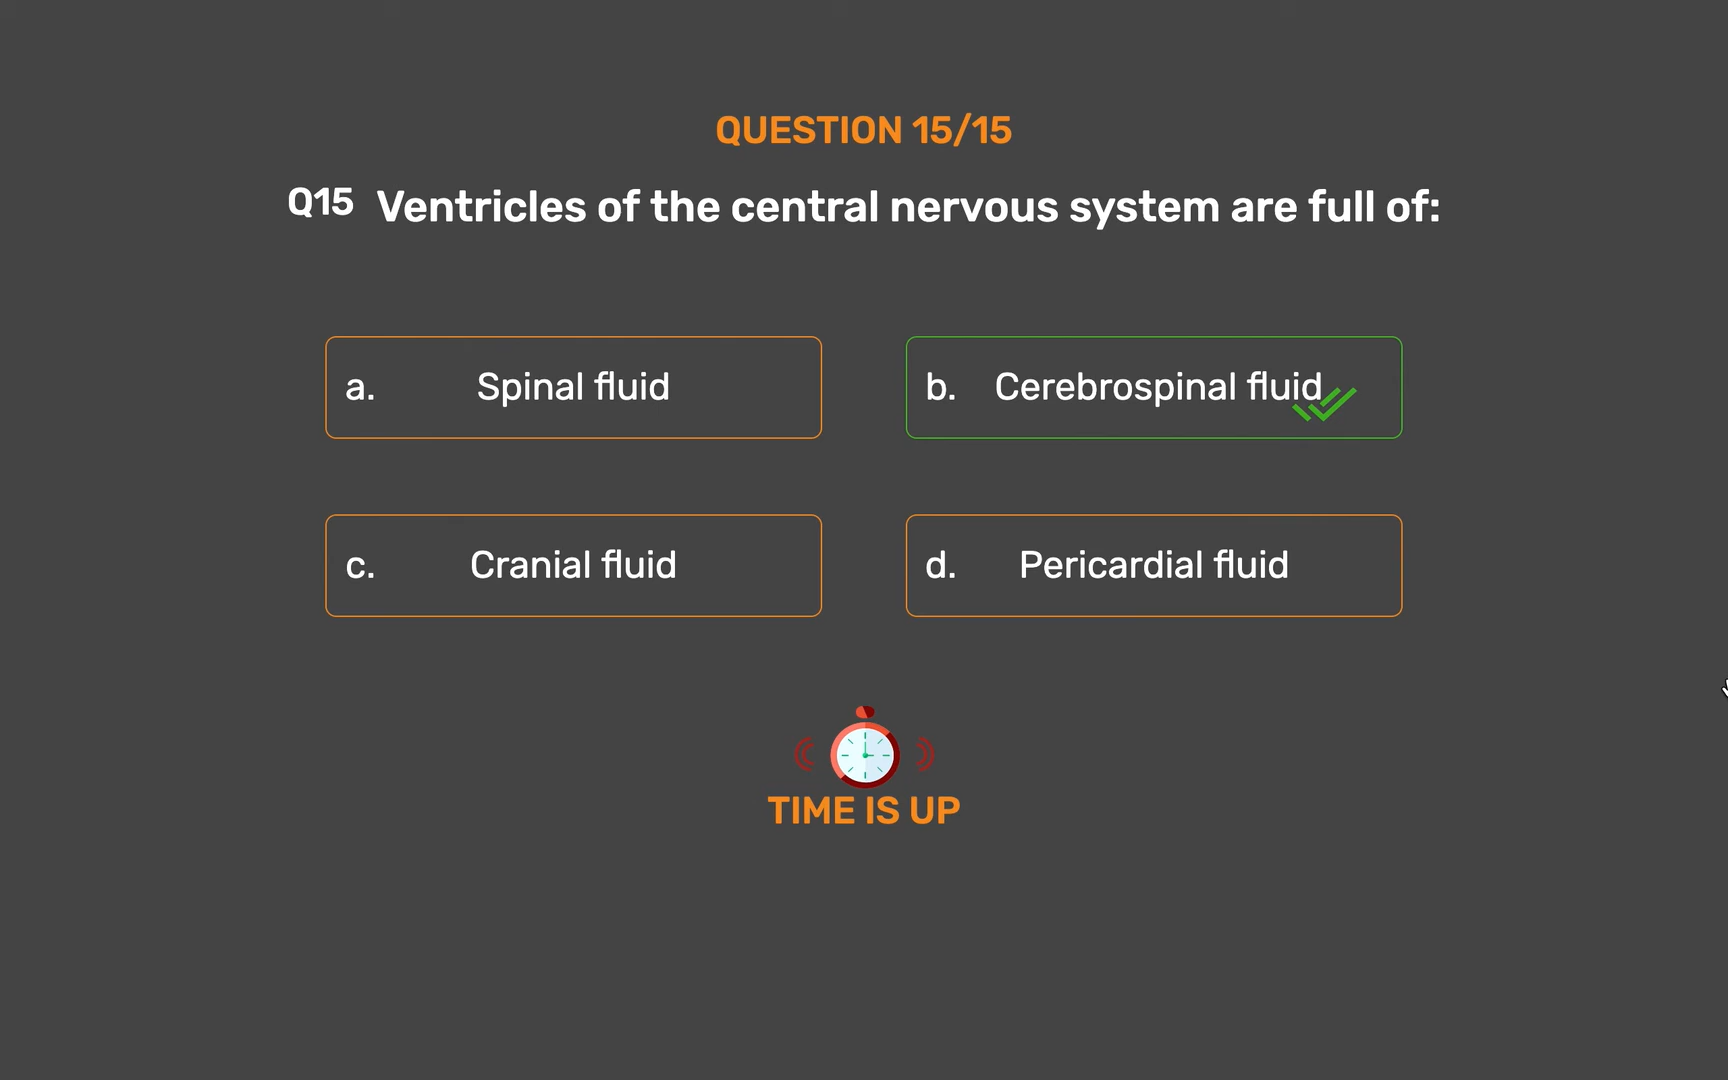 QUESTION 15/15
Q15 Ventricles of the central nervous system are full of:
a. Spinal fluid
b. Cerebrospinal fluid
c. Cranial fluid
d. Pericardial fluid
TIME IS UP